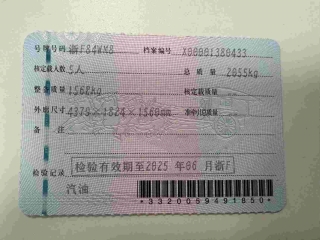 号牌号码 浙F84WM8 档案编号 X00001380433
核定载人数 5人 总质量 2055kg
整备质量 1568kg 核定载质量
外廓尺寸 4379×1824×1560mm 准牵引总质量
备注
检验记录 检验有效期至2025年06月浙F
汽油
*3320059491850*